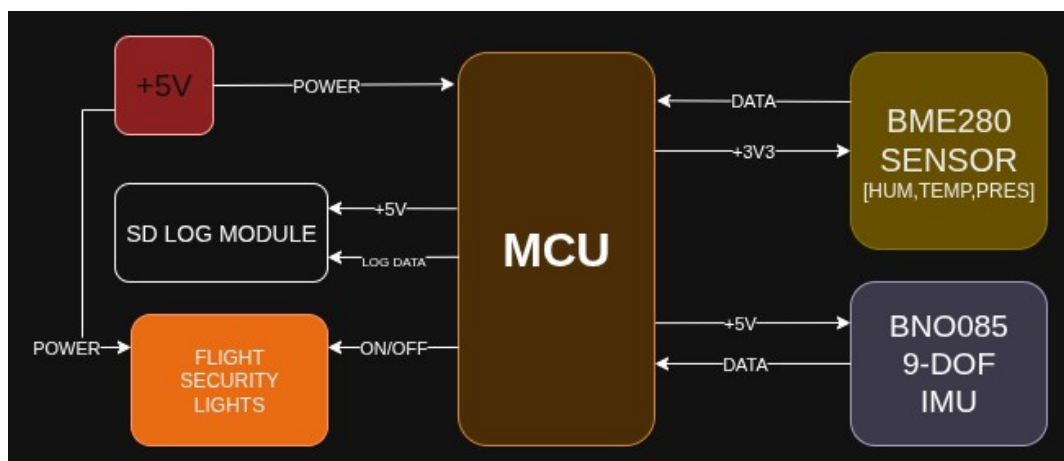 +5V
POWER
SD LOG MODULE
+5V
LOG DATA
POWER
FLIGHT
SECURITY
LIGHTS
ON/OFF
MCU
DATA
+3V3
BME280
SENSOR
[HUM,TEMP,PRES]
+5V
DATA
BNO085
9-DOF
IMU